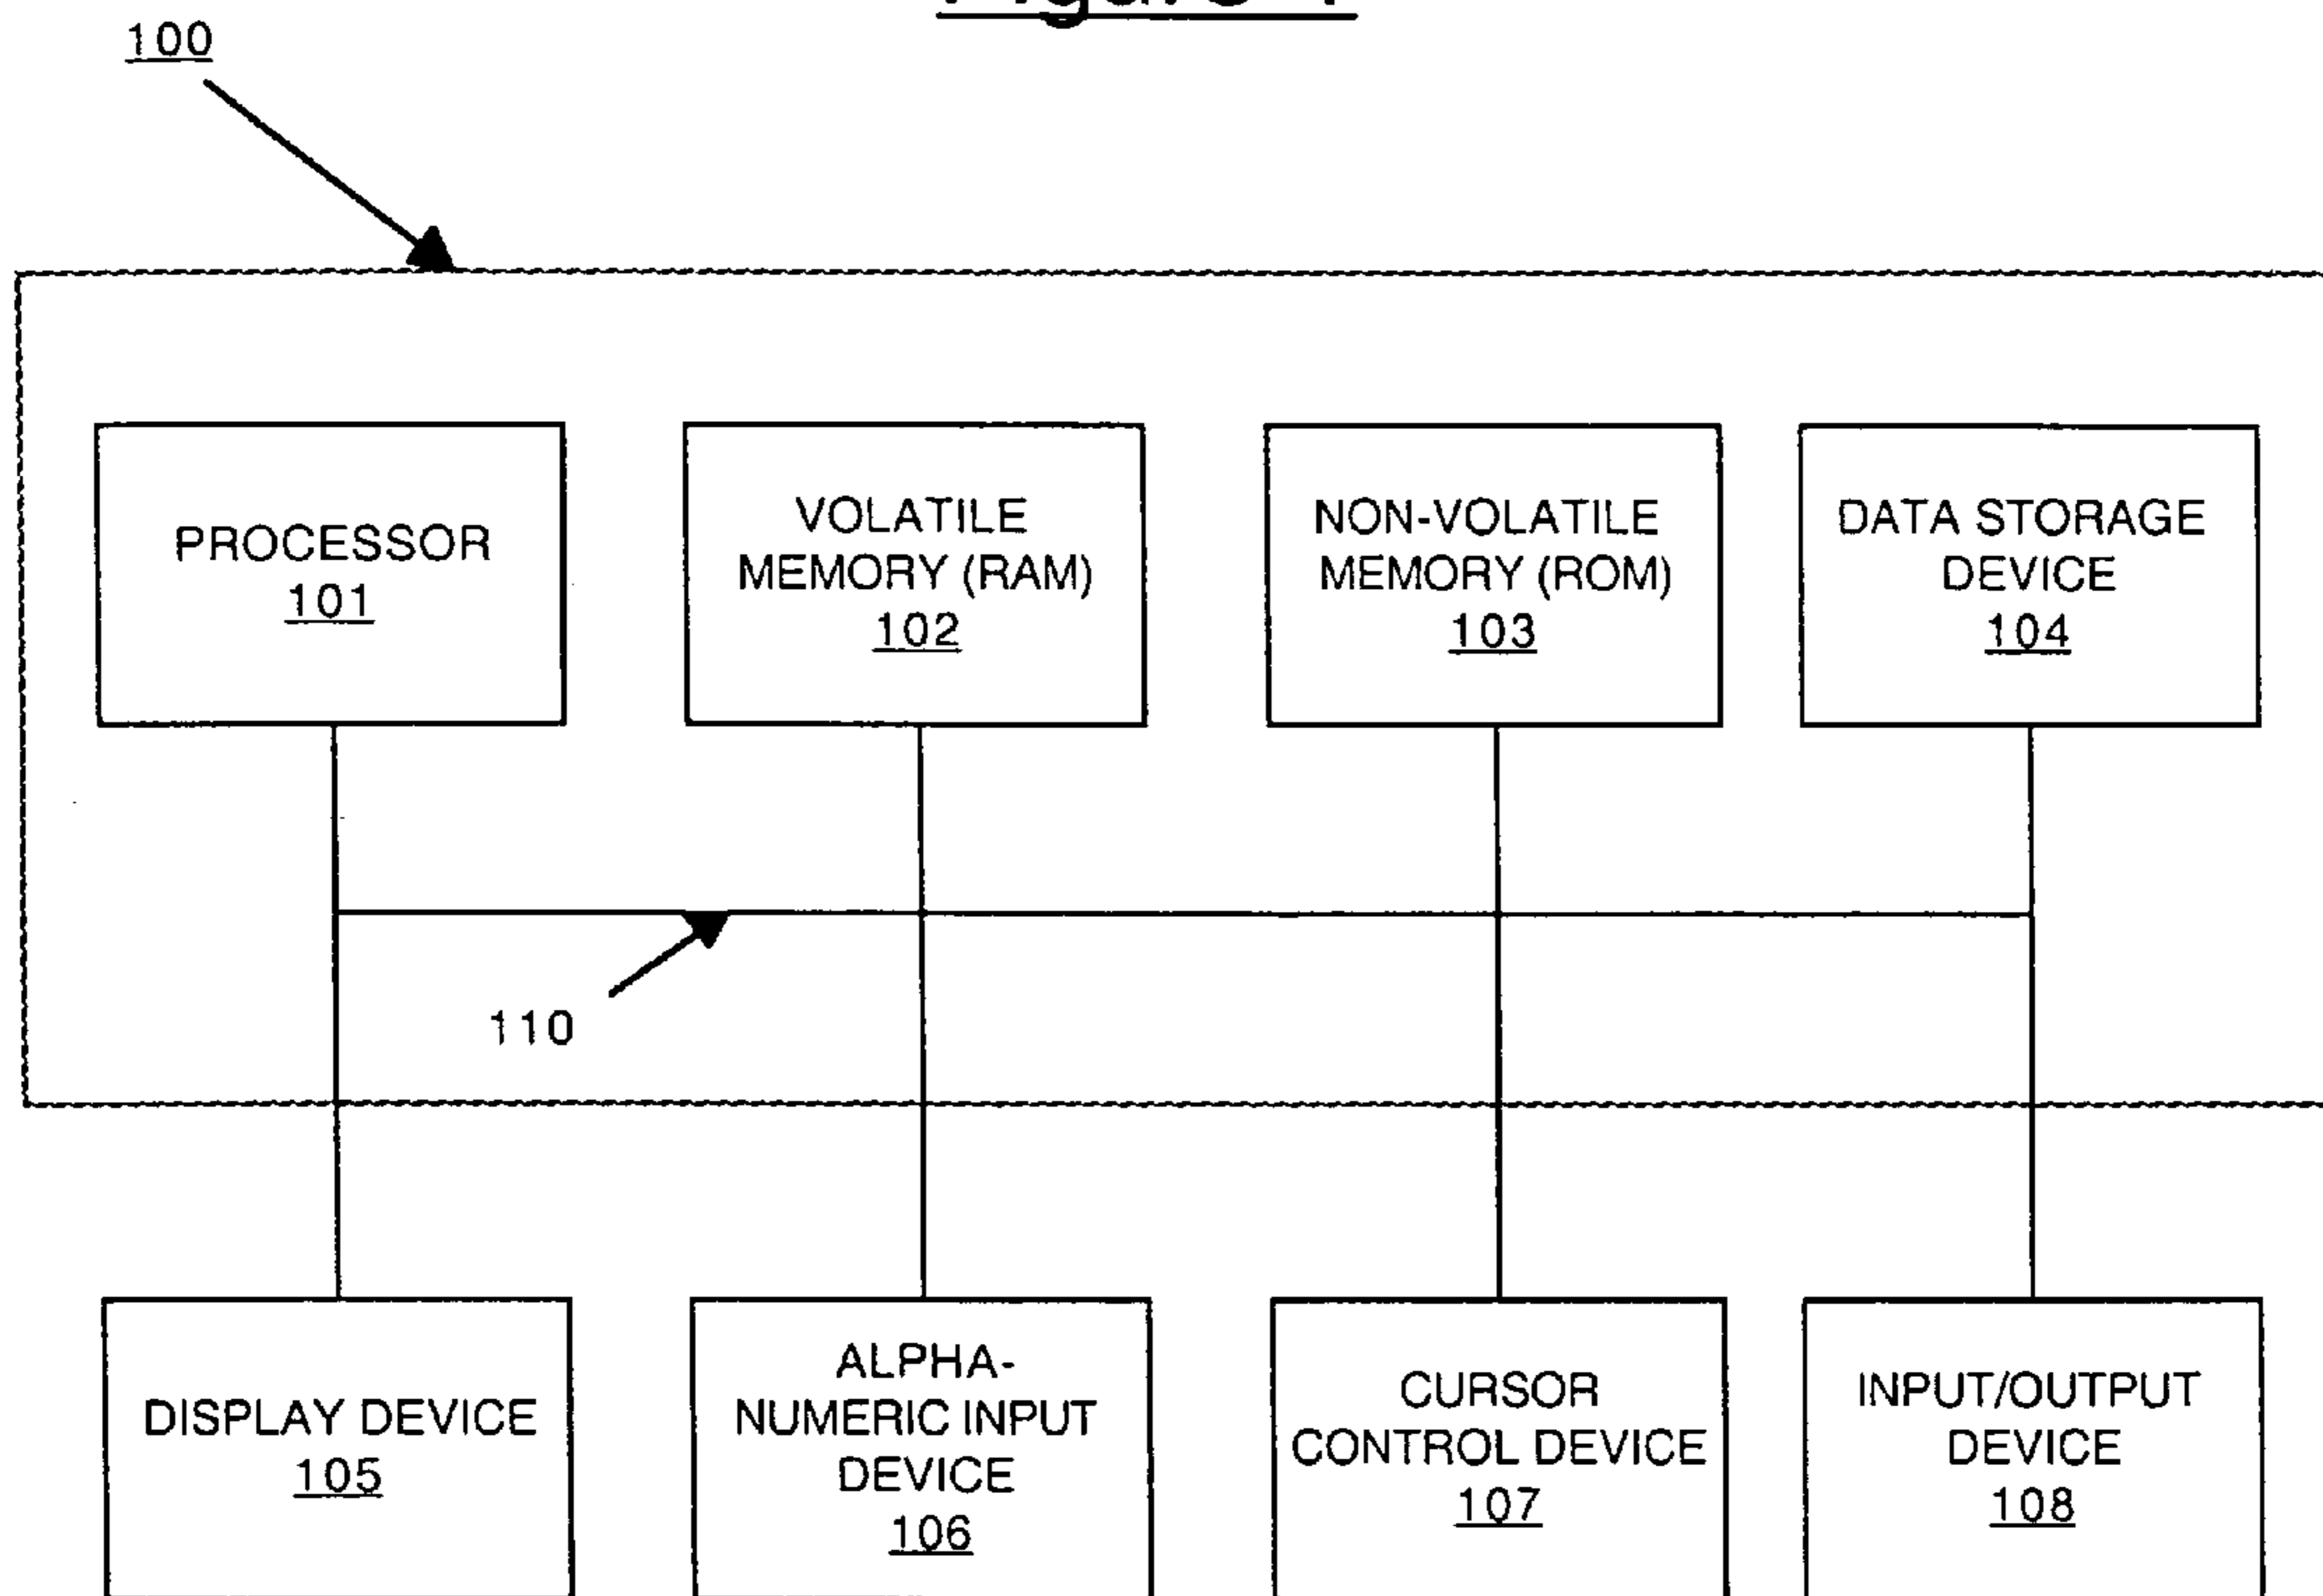 100
PROCESSOR
101
VOLATILE
MEMORY (RAM)
102
NON-VOLATILE
MEMORY (ROM)
103
DATA STORAGE
DEVICE
104
110
DISPLAY DEVICE
105
ALPHA-
NUMERIC INPUT
DEVICE
106
CURSOR
CONTROL DEVICE
107
INPUT/OUTPUT
DEVICE
108